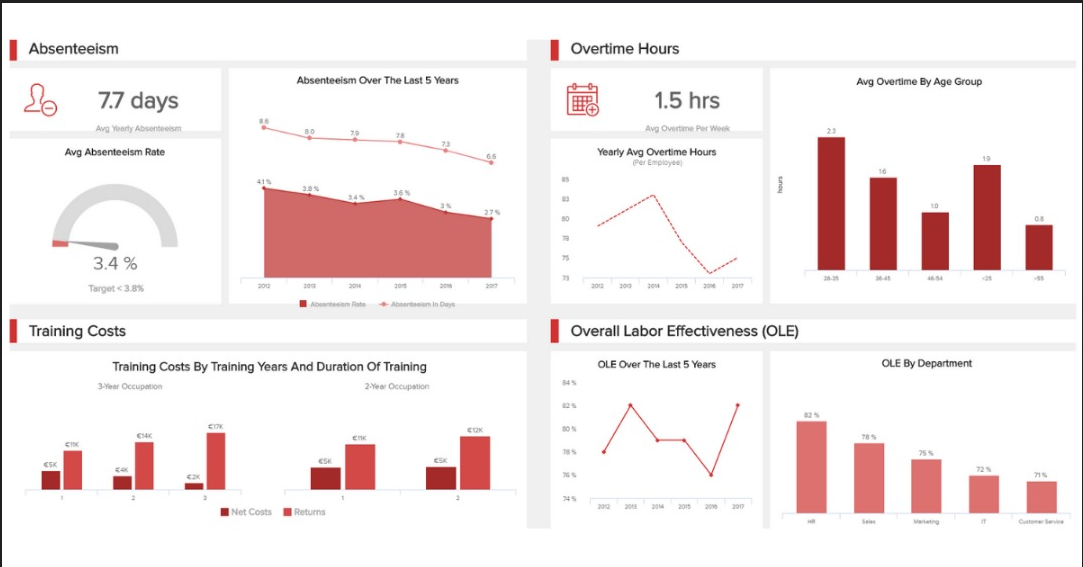 Absenteeism
7.7 days
Avg Yearly Absenteeism
Avg Absenteeism Rate
3.4 %
Target < 3.8%
Absenteeism Over The Last 5 Years
8.6 8.0 7.9 7.8 7.3 6.6
4.1 % 3.8 % 3.4 % 3.6 % 3 % 2.7 %
2012 2013 2014 2015 2016 2017
Absenteeism Rate Absenteeism In Days
Overtime Hours
1.5 hrs
Avg Overtime Per Week
Yearly Avg Overtime Hours
(Per Employee)
85
83
80
78
75
73
2012 2013 2014 2015 2016 2017
Avg Overtime By Age Group
hours
2.3 1.6 1.0 1.9 0.8
26-35 36-45 46-54 <25 >55
Training Costs
Training Costs By Training Years And Duration Of Training
3-Year Occupation
€5K €11K €4K €14K €2K €17K
1 2 3
2-Year Occupation
€5K €11K €5K €12K
1 2
Net Costs Returns
Overall Labor Effectiveness (OLE)
OLE Over The Last 5 Years
84 %
82 %
80 %
78 %
76 %
74 %
2012 2013 2014 2015 2016 2017
OLE By Department
82 % 78 % 75 % 72 % 71 %
HR Sales Marketing IT Customer Service